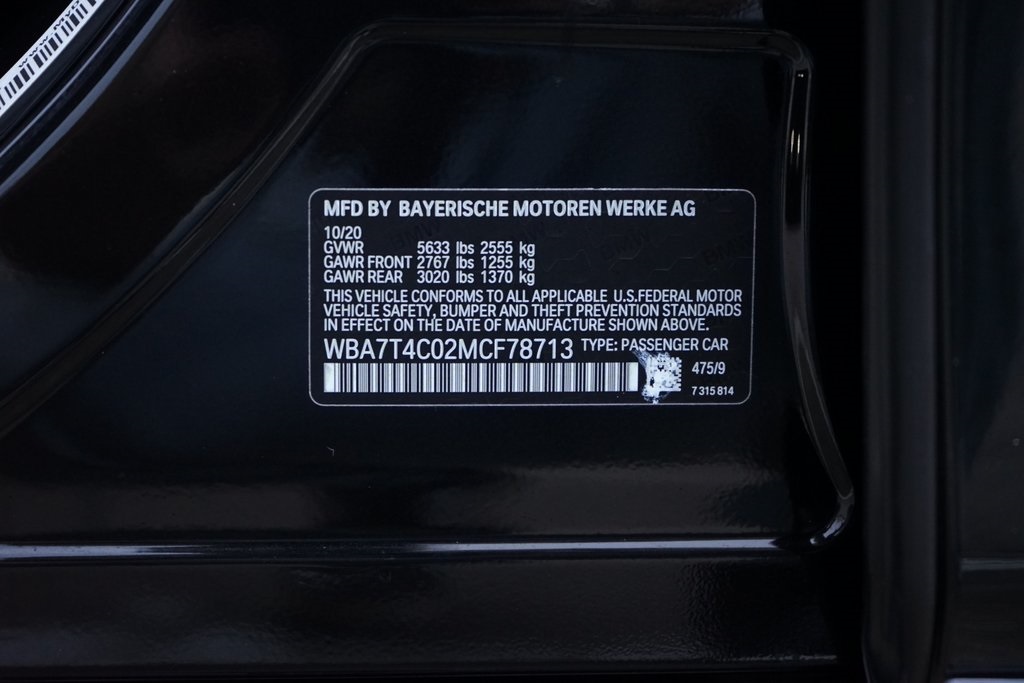 MFD BY BAYERISCHE MOTOREN WERKE AG
10/20
GVWR 5633 lbs 2555 kg
GAWR FRONT 2767 lbs 1255 kg
GAWR REAR 3020 lbs 1370 kg
THIS VEHICLE CONFORMS TO ALL APPLICABLE U.S.FEDERAL MOTOR
VEHICLE SAFETY, BUMPER AND THEFT PREVENTION STANDARDS
IN EFFECT ON THE DATE OF MANUFACTURE SHOWN ABOVE.
WBA7T4C02MCF78713 TYPE: PASSENGER CAR
475/9
7 315 814